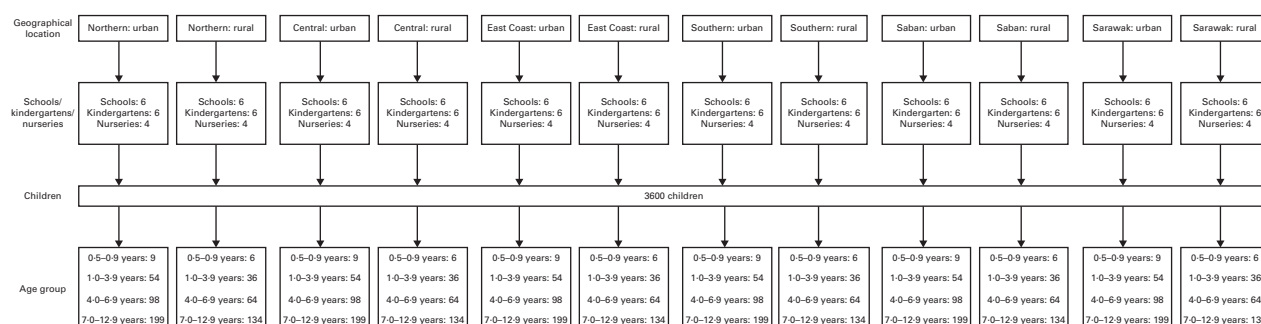 Geographical
location
Northern: urban
Northern: rural
Central: urban
Central: rural
East Coast: urban
East Coast: rural
Southern: urban
Southern: rural
Saban: urban
Saban: rural
Sarawak: urban
Sarawak: rural
Schools/
kindergartens/
nurseries
Schools: 6
Kindergartens: 6
Nurseries: 4
Schools: 6
Kindergartens: 6
Nurseries: 4
Schools: 6
Kindergartens: 6
Nurseries: 4
Schools: 6
Kindergartens: 6
Nurseries: 4
Schools: 6
Kindergartens: 6
Nurseries: 4
Schools: 6
Kindergartens: 6
Nurseries: 4
Schools: 6
Kindergartens: 6
Nurseries: 4
Schools: 6
Kindergartens: 6
Nurseries: 4
Schools: 6
Kindergartens: 6
Nurseries: 4
Schools: 6
Kindergartens: 6
Nurseries: 4
Schools: 6
Kindergartens: 6
Nurseries: 4
Schools: 6
Kindergartens: 6
Nurseries: 4
Children
3600 children
Age group
0·5–0·9 years: 9
1·0–3·9 years: 54
4·0–6·9 years: 98
7·0–12·9 years: 199
0·5–0·9 years: 6
1·0–3·9 years: 36
4·0–6·9 years: 64
7·0–12·9 years: 134
0·5–0·9 years: 9
1·0–3·9 years: 54
4·0–6·9 years: 98
7·0–12·9 years: 199
0·5–0·9 years: 6
1·0–3·9 years: 36
4·0–6·9 years: 64
7·0–12·9 years: 134
0·5–0·9 years: 9
1·0–3·9 years: 54
4·0–6·9 years: 98
7·0–12·9 years: 199
0·5–0·9 years: 6
1·0–3·9 years: 36
4·0–6·9 years: 64
7·0–12·9 years: 134
0·5–0·9 years: 9
1·0–3·9 years: 54
4·0–6·9 years: 98
7·0–12·9 years: 199
0·5–0·9 years: 6
1·0–3·9 years: 36
4·0–6·9 years: 64
7·0–12·9 years: 134
0·5–0·9 years: 9
1·0–3·9 years: 54
4·0–6·9 years: 98
7·0–12·9 years: 199
0·5–0·9 years: 6
1·0–3·9 years: 36
4·0–6·9 years: 64
7·0–12·9 years: 134
0·5–0·9 years: 9
1·0–3·9 years: 54
4·0–6·9 years: 98
7·0–12·9 years: 199
0·5–0·9 years: 6
1·0–3·9 years: 36
4·0–6·9 years: 64
7·0–12·9 years: